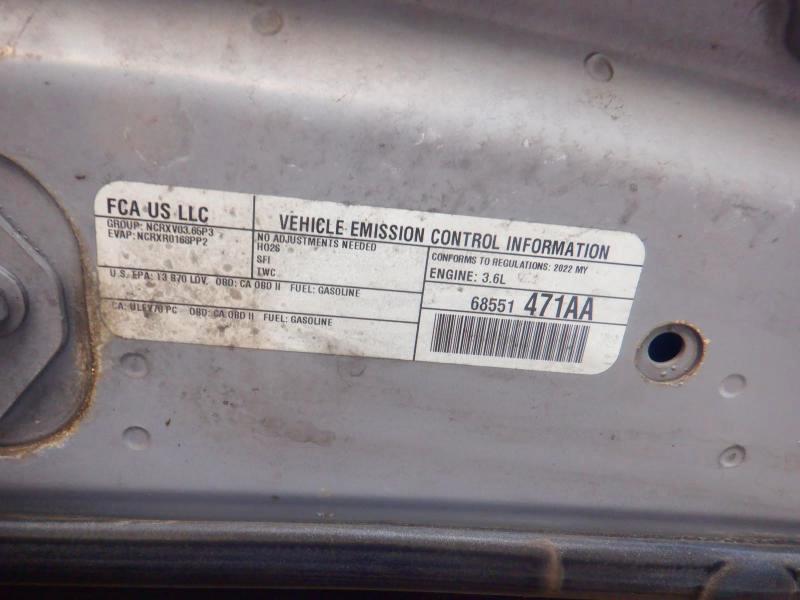 FCA US LLC
VEHICLE EMISSION CONTROL INFORMATION
GROUP: NCRXV03.65P3
EVAP: NCRXR0168PP2
NO ADJUSTMENTS NEEDED
HO2S
SFI
TWC
CONFORMS TO REGULATIONS: 2022 MY
ENGINE: 3.6L
U.S. EPA: T3 B70 LDV. OBD: CA OBD II FUEL: GASOLINE
CA: ULEV70 PC OBD: CA OBD II FUEL: GASOLINE
68551 471AA